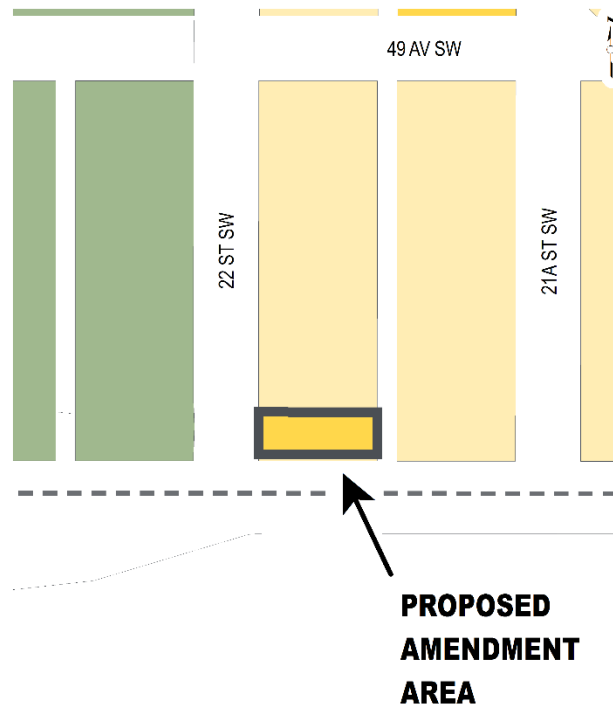 49 AV SW
22 ST SW
21A ST SW
PROPOSED
AMENDMENT
AREA